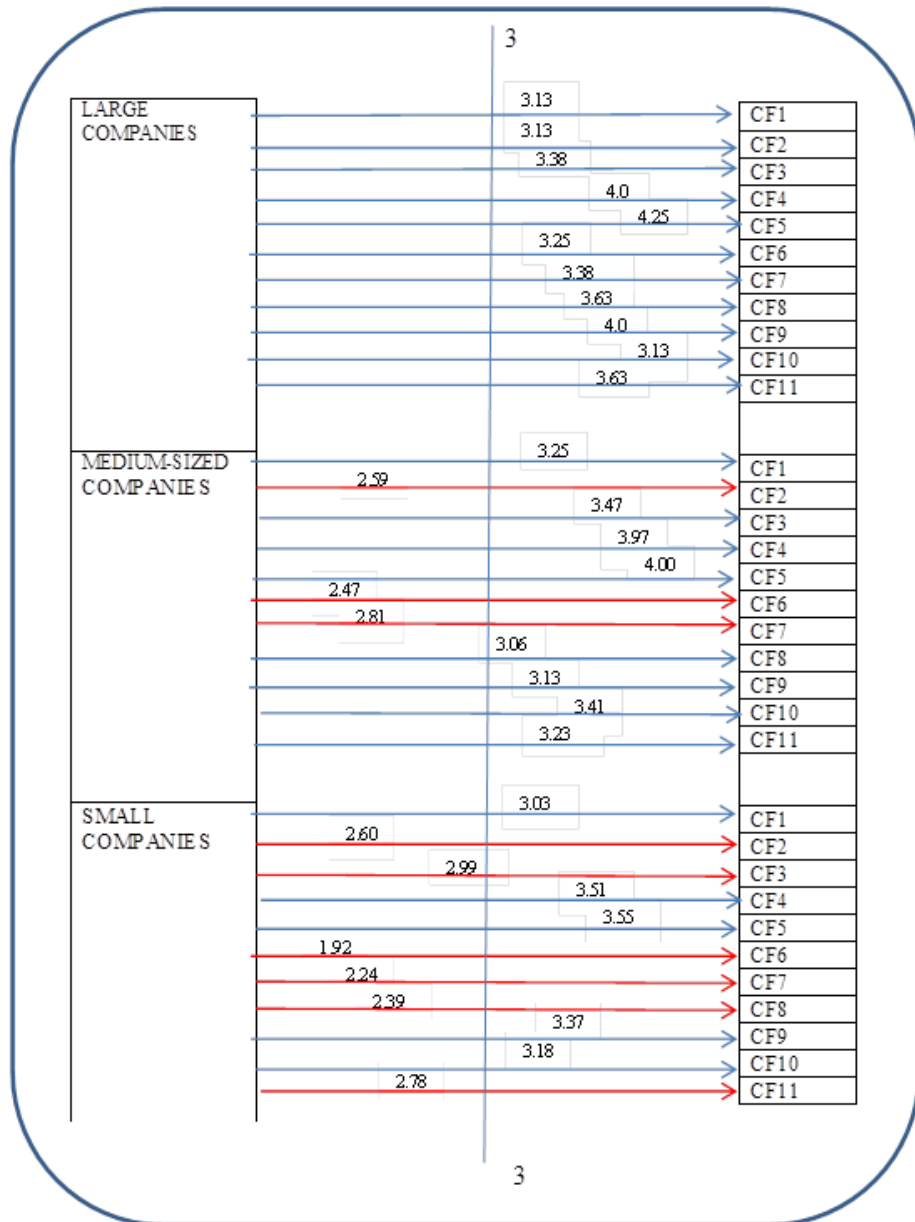 3
LARGE
COMPANIES
3.13 CF1
3.13 CF2
3.38 CF3
4.0 CF4
4.25 CF5
3.25 CF6
3.38 CF7
3.63 CF8
4.0 CF9
3.13 CF10
3.63 CF11
MEDIUM-SIZED
COMPANIES
3.25 CF1
2.59 CF2
3.47 CF3
3.97 CF4
4.00 CF5
2.47 CF6
2.81 CF7
3.06 CF8
3.13 CF9
3.41 CF10
3.23 CF11
SMALL
COMPANIES
3.03 CF1
2.60 CF2
2.99 CF3
3.51 CF4
3.55 CF5
1.92 CF6
2.24 CF7
2.39 CF8
3.37 CF9
3.18 CF10
2.78 CF11
3